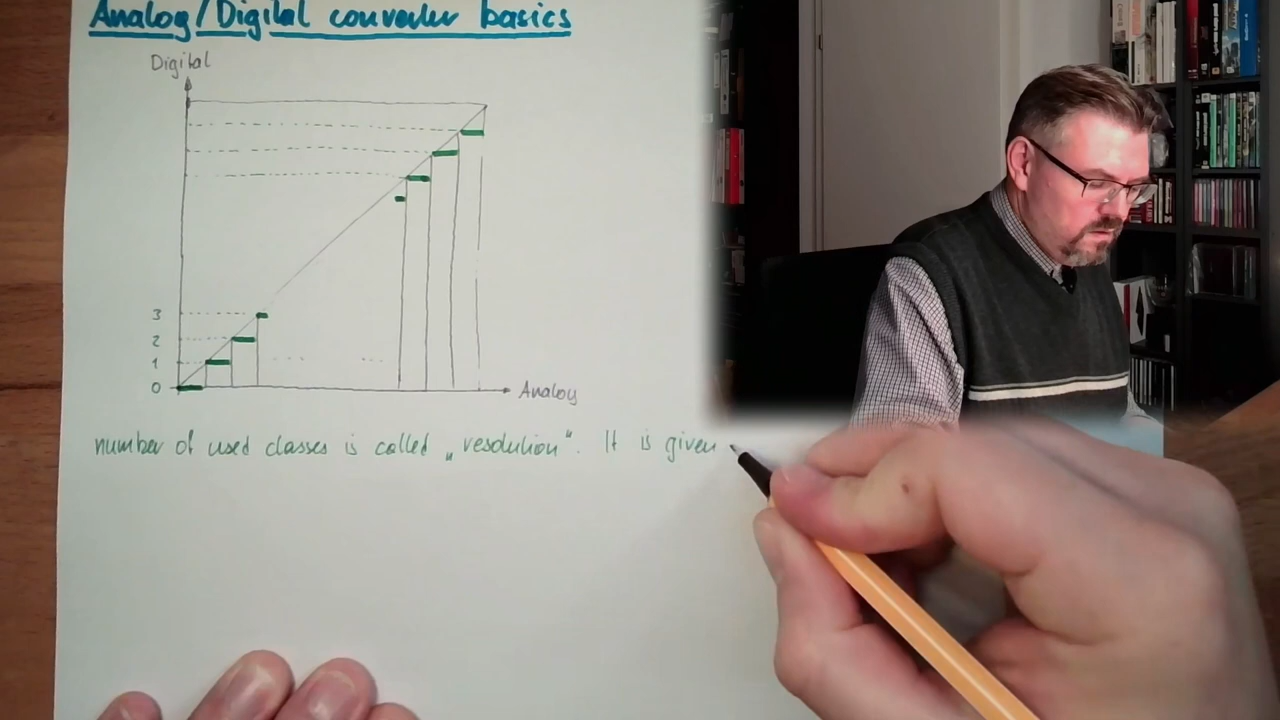 Analog/Digital converter basics
Digital
3
2
1
0
Analog
number of used classes is called „resolution“. It is given